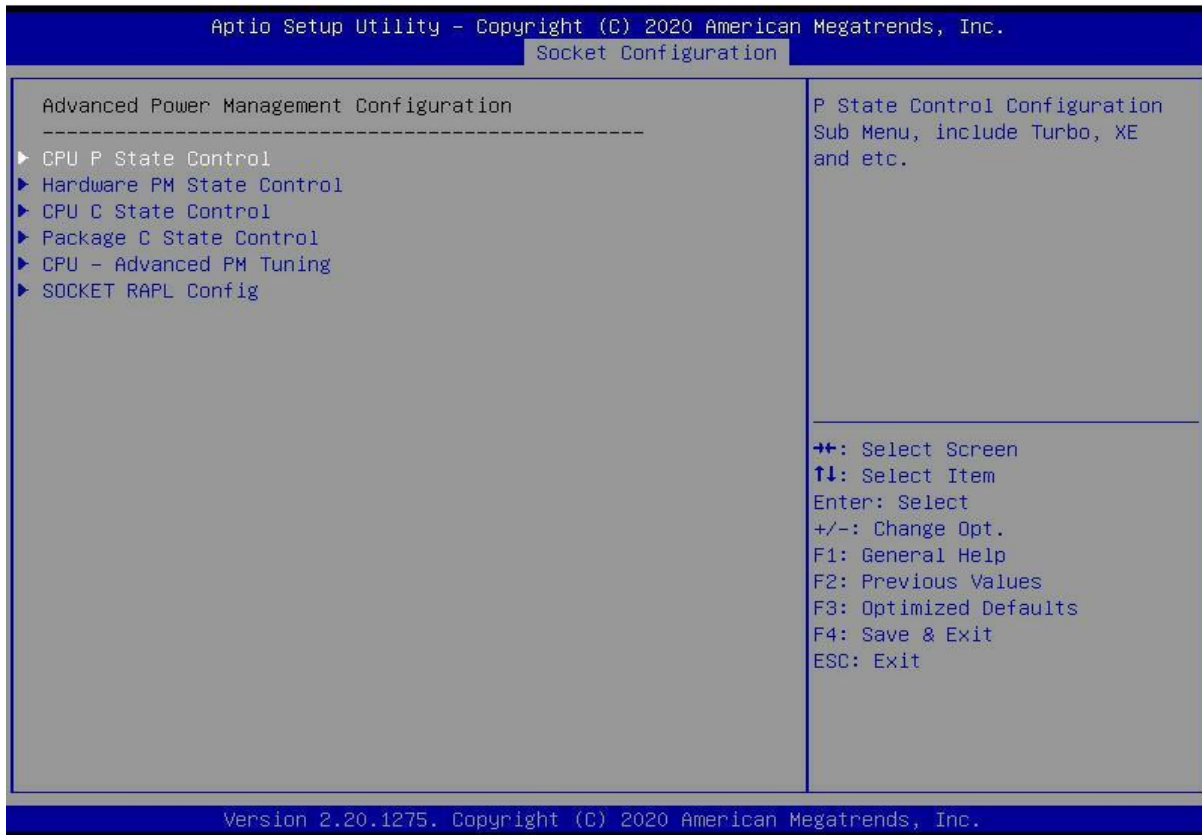 Aptio Setup Utility – Copyright (C) 2020 American Megatrends, Inc.
Socket Configuration
Advanced Power Management Configuration
--------------------------------------------------
▶ CPU P State Control
▶ Hardware PM State Control
▶ CPU C State Control
▶ Package C State Control
▶ CPU – Advanced PM Tuning
▶ SOCKET RAPL Config
P State Control Configuration
Sub Menu, include Turbo, XE
and etc.
→←: Select Screen
↑↓: Select Item
Enter: Select
+/-: Change Opt.
F1: General Help
F2: Previous Values
F3: Optimized Defaults
F4: Save & Exit
ESC: Exit
Version 2.20.1275. Copyright (C) 2020 American Megatrends, Inc.